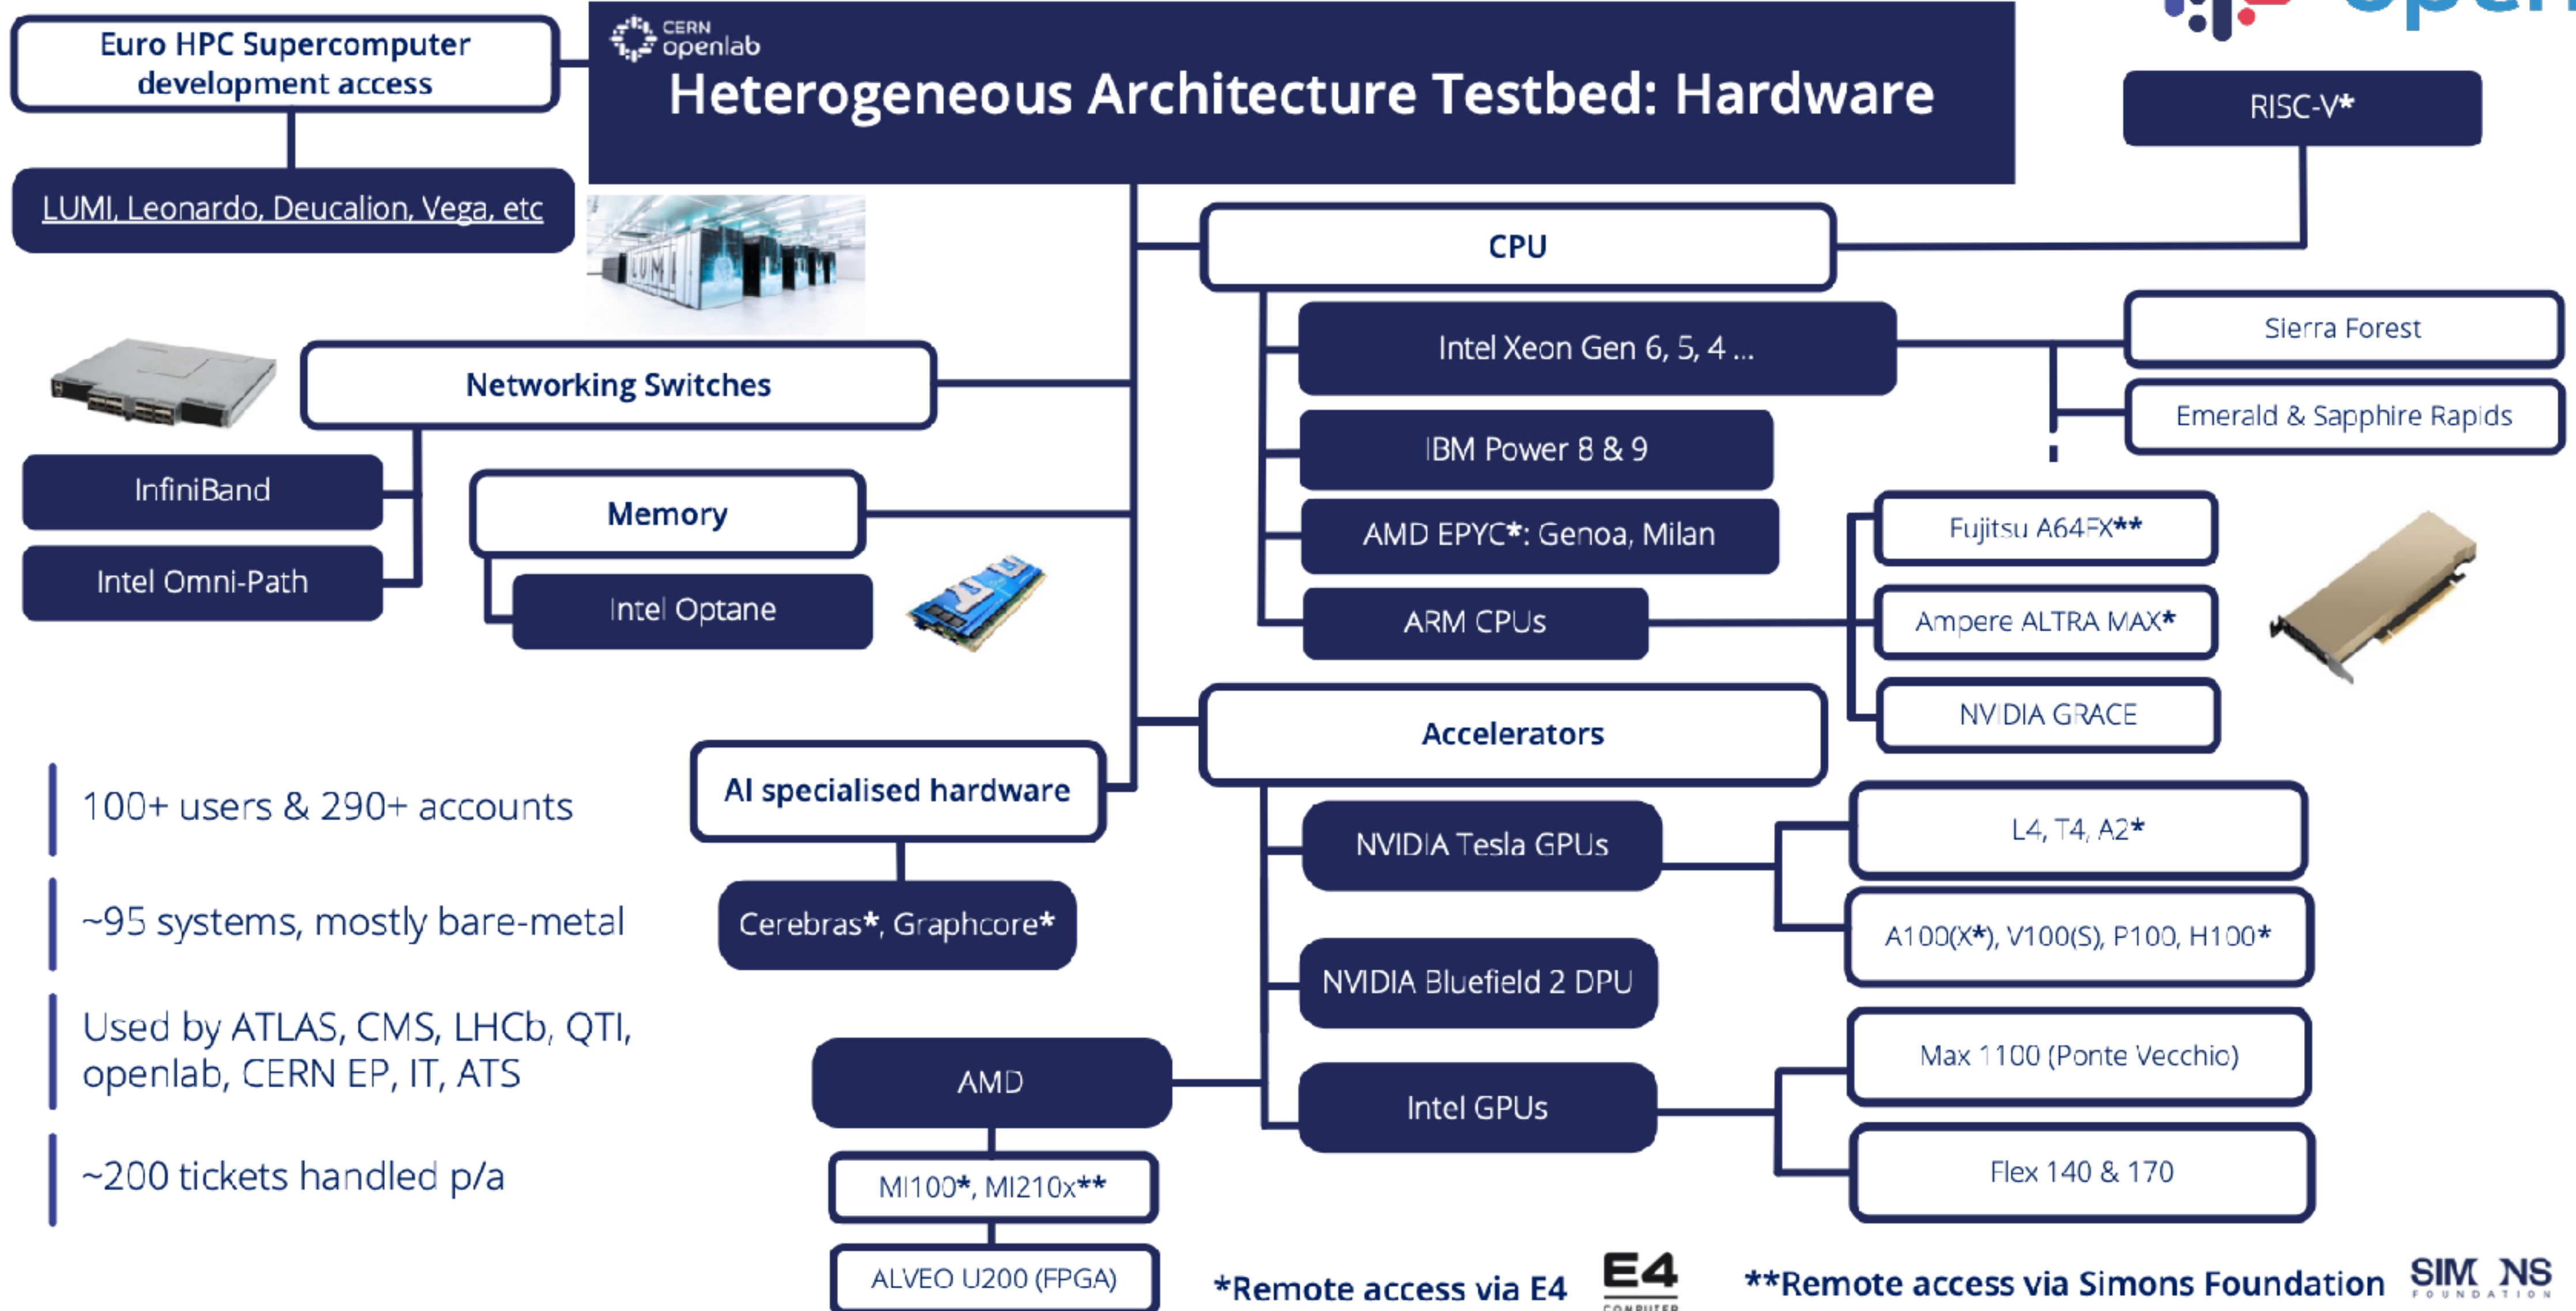 Euro HPC Supercomputer
development access
LUMI, Leonardo, Deucalion, Vega, etc
CERN
openlab
Heterogeneous Architecture Testbed: Hardware
RISC-V*
LUMI
CPU
Intel Xeon Gen 6, 5, 4 ...
Sierra Forest
Emerald & Sapphire Rapids
IBM Power 8 & 9
AMD EPYC*: Genoa, Milan
ARM CPUs
Fujitsu A64FX**
Ampere ALTRA MAX*
NVIDIA GRACE
Networking Switches
InfiniBand
Intel Omni-Path
Memory
Intel Optane
Accelerators
NVIDIA Tesla GPUs
L4, T4, A2*
A100(X*), V100(S), P100, H100*
NVIDIA Bluefield 2 DPU
Intel GPUs
Max 1100 (Ponte Vecchio)
Flex 140 & 170
AMD
MI100*, MI210x**
ALVEO U200 (FPGA)
AI specialised hardware
Cerebras*, Graphcore*
100+ users & 290+ accounts
~95 systems, mostly bare-metal
Used by ATLAS, CMS, LHCb, QTI,
openlab, CERN EP, IT, ATS
~200 tickets handled p/a
*Remote access via E4
E4
COMPUTER
**Remote access via Simons Foundation
SIM NS
FOUNDATION